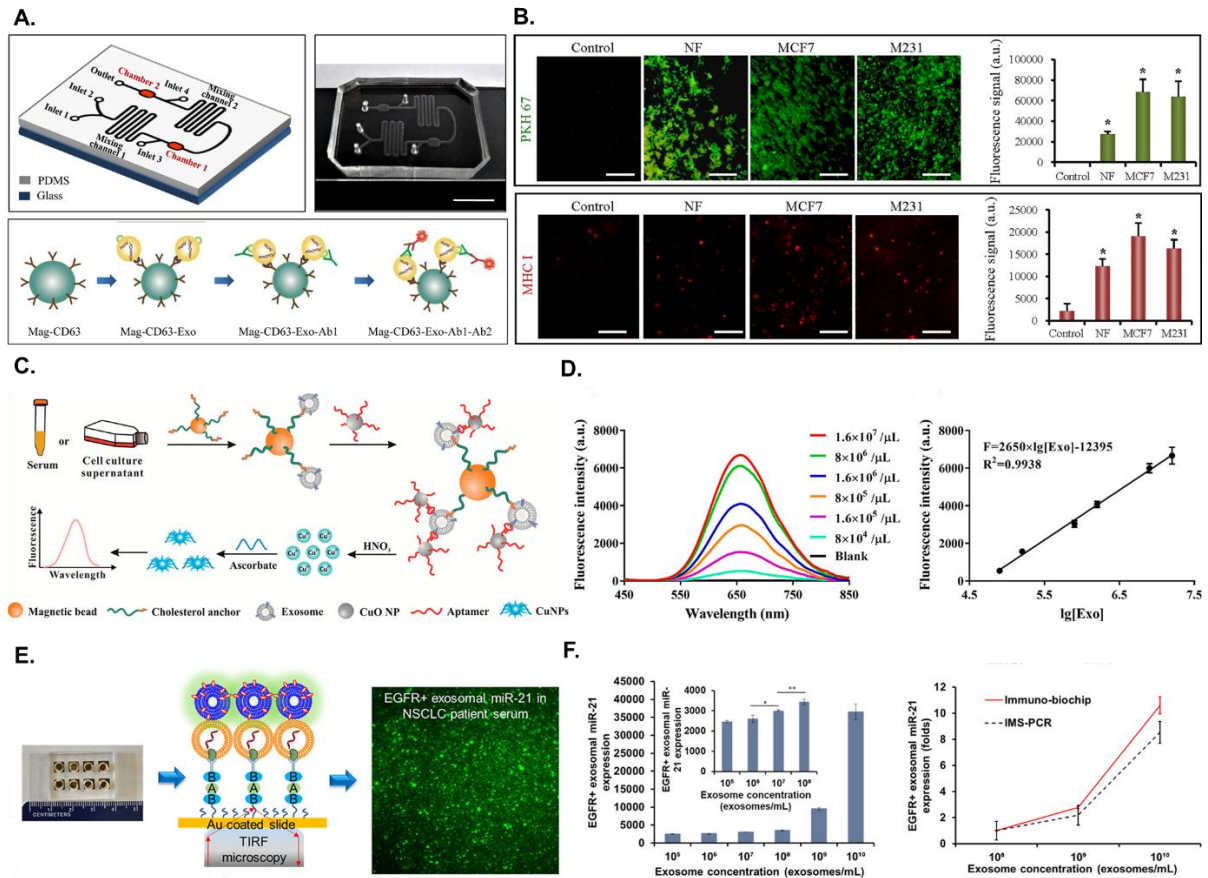 A.
Outlet
Chamber 2
Inlet 4
Mixing
channel 2
Inlet 2
Inlet 1
Mixing
channel 1
Inlet 3
Chamber 1
PDMS
Glass
Mag-CD63
Mag-CD63-Exo
Mag-CD63-Exo-Ab1
Mag-CD63-Exo-Ab1-Ab2
B.
Control
NF
MCF7
M231
PKH 67
Fluorescence signal (a.u.)
100000
80000
60000
40000
20000
0
*
*
*
Control
NF
MCF7
M231
Control
NF
MCF7
M231
MHC I
Fluorescence signal (a.u.)
25000
20000
15000
10000
5000
0
*
*
*
Control
NF
MCF7
M231
C.
Serum
or
Cell culture
supernatant
Fluorescence
Wavelength
Ascorbate
Cu
HNO3
Magnetic bead
Cholesterol anchor
Exosome
CuO NP
Aptamer
CuNPs
D.
Fluorescence intensity (a.u.)
8000
6000
4000
2000
0
450
550
650
750
850
Wavelength (nm)
1.6×10⁷ /μL
8×10⁶ /μL
1.6×10⁶ /μL
8×10⁵ /μL
1.6×10⁵ /μL
8×10⁴ /μL
Blank
Fluorescence intensity (a.u.)
8000
6000
4000
2000
0
F=2650×lg[Exo]-12395
R²=0.9938
4.5
5.5
6.5
7.5
lg[Exo]
E.
CENTIMETERS
B
B
B
A
A
A
B
B
B
Au coated slide
TIRF
microscopy
EGFR+ exosomal miR-21 in
NSCLC patient serum
F.
EGFR+ exosomal miR-21
expression
45000
40000
35000
30000
25000
20000
15000
10000
5000
0
10⁵
10⁶
10⁷
10⁸
10⁹
10¹⁰
Exosome concentration (exosomes/mL)
EGFR+ exosomal miR-
21 expression
4000
3000
2000
1000
0
*
**
10⁵
10⁶
10⁷
10⁸
Exosome concentration
(exosomes/mL)
EGFR+ exosomal miR-21
expression (folds)
12
10
8
6
4
2
0
Immuno-biochip
IMS-PCR
10⁸
10⁹
10¹⁰
Exosome concentration (exosomes/mL)